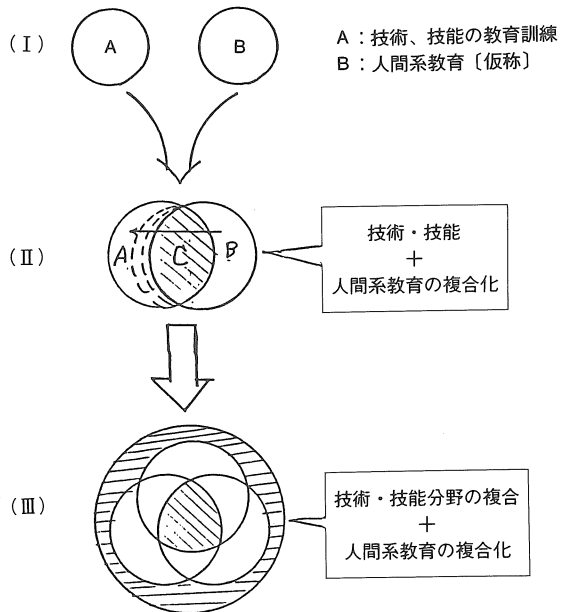 (Ⅰ)
A
B
A：技術、技能の教育訓練
B：人間系教育〔仮称〕
(Ⅱ)
A
C
B
技術・技能
＋
人間系教育の複合化
(Ⅲ)
技術・技能分野の複合
＋
人間系教育の複合化